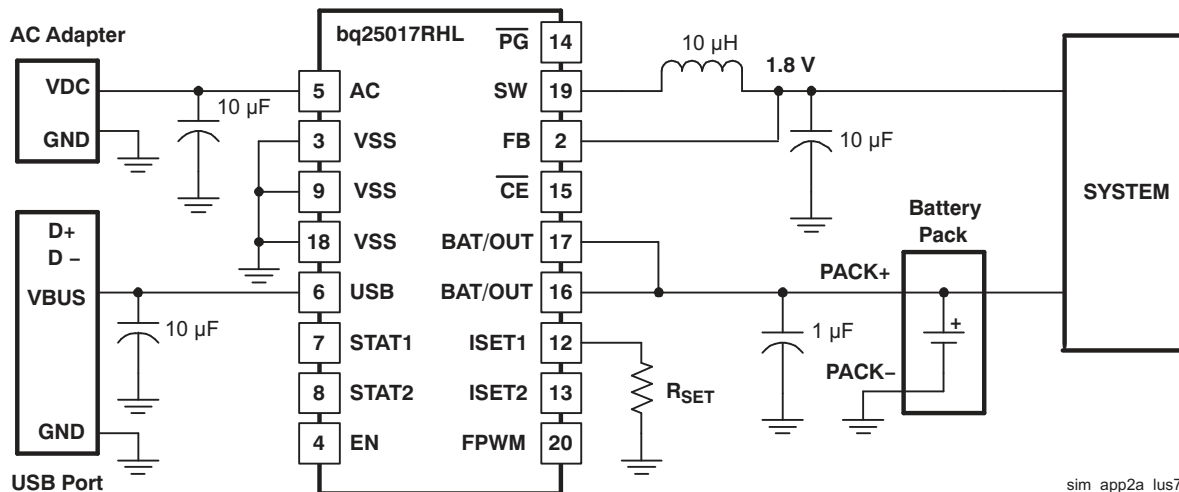 AC Adapter
VDC
GND
10 µF
bq25017RHL
5 AC
3 VSS
9 VSS
18 VSS
6 USB
7 STAT1
8 STAT2
4 EN
PG 14
SW 19
FB 2
CE 15
BAT/OUT 17
BAT/OUT 16
ISET1 12
ISET2 13
FPWM 20
10 µH
1.8 V
10 µF
SYSTEM
Battery
Pack
PACK+
+
PACK−
1 µF
RSET
D+
D −
VBUS
10 µF
GND
USB Port